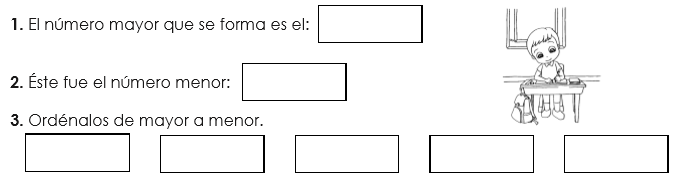 1. El número mayor que se forma es el:
2. Éste fue el número menor:
3. Ordénalos de mayor a menor.